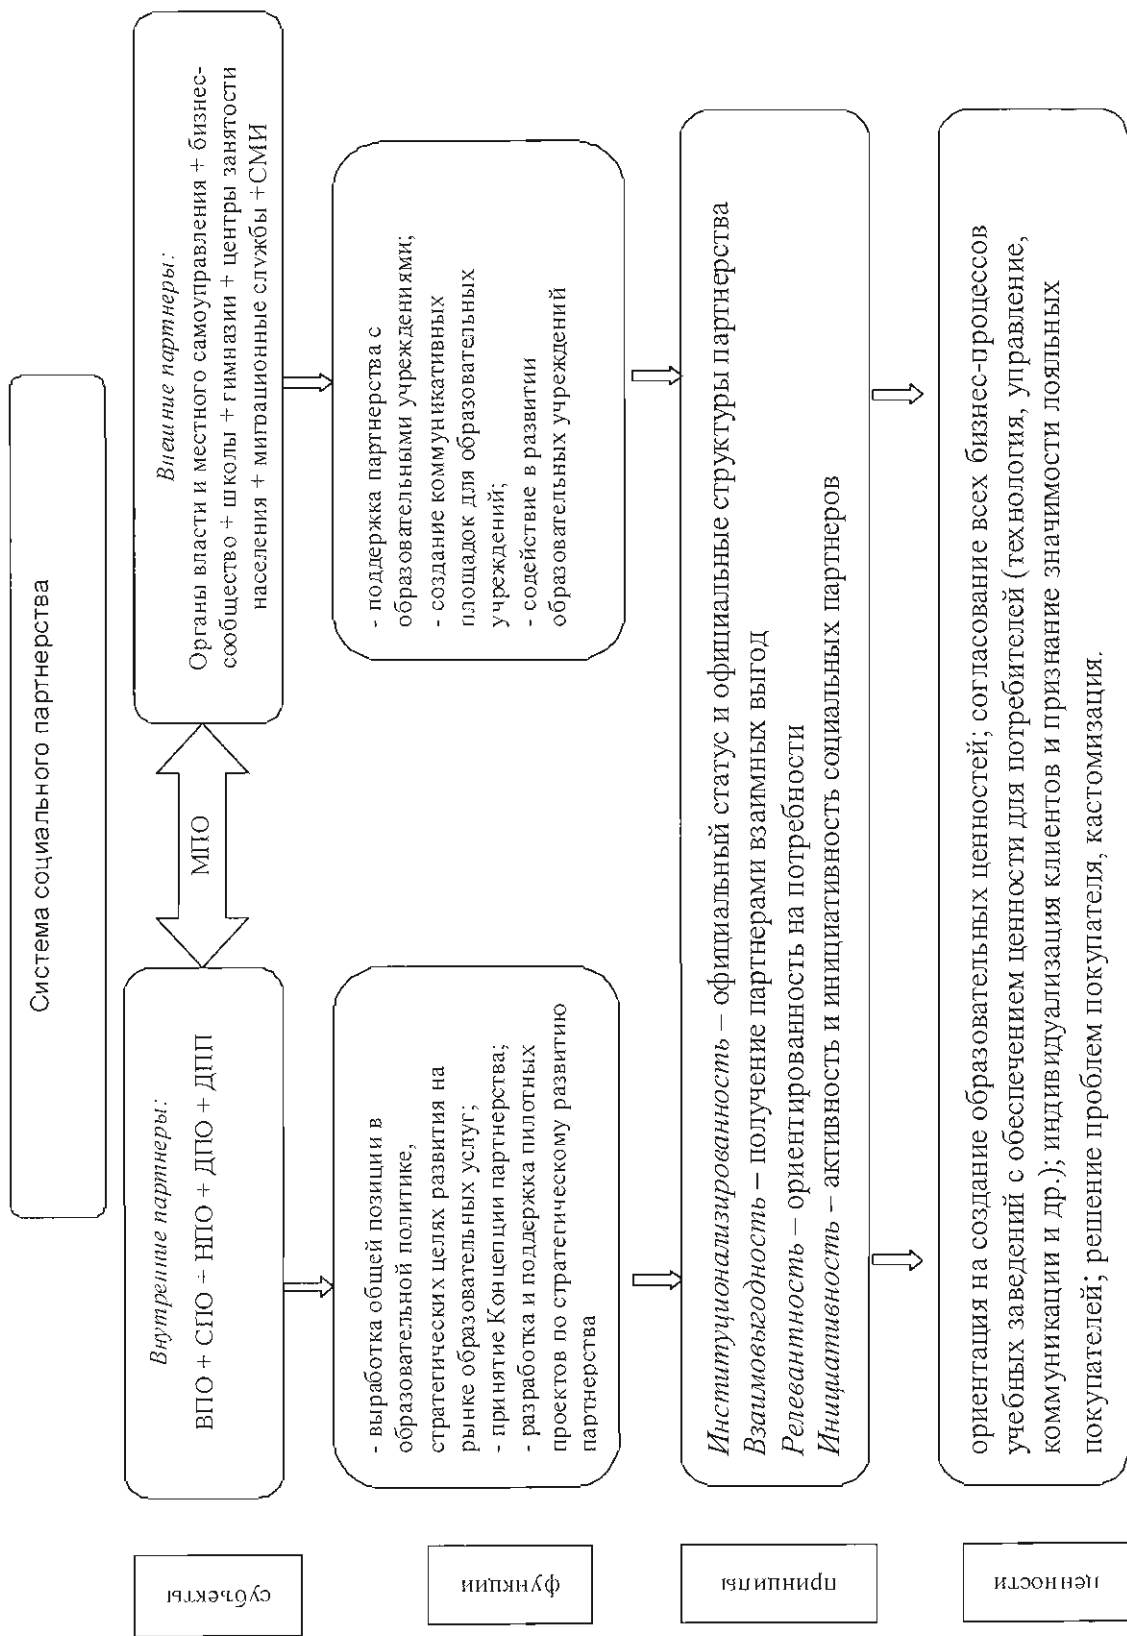 Система социального партнерства
субъекты
Внутренние партнеры:
ВПО + СПО + НПО + ДПО + ДПП
МПО
Внешние партнеры:
Органы власти и местного самоуправления + бизнес-
сообщество + школы + гимназии + центры занятости
населения + миграционные службы +СМИ
функции
- выработка общей позиции в
образовательной политике,
стратегических целях развития на
рынке образовательных услуг;
- принятие Концепции партнерства;
- разработка и поддержка пилотных
проектов по стратегическому развитию
партнерства
- поддержка партнерства с
образовательными учреждениями;
- создание коммуникативных
площадок для образовательных
учреждений;
- содействие в развитии
образовательных учреждений
принципы
Институционализированность – официальный статус и официальные структуры партнерства
Взаимовыгодность – получение партнерами взаимных выгод
Релевантность – ориентированность на потребности
Инициативность – активность и инициативность социальных партнеров
ценности
ориентация на создание образовательных ценностей; согласование всех бизнес-процессов
учебных заведений с обеспечением ценности для потребителей (технология, управление,
коммуникации и др.); индивидуализация клиентов и признание значимости лояльных
покупателей; решение проблем покупателя, кастомизация.